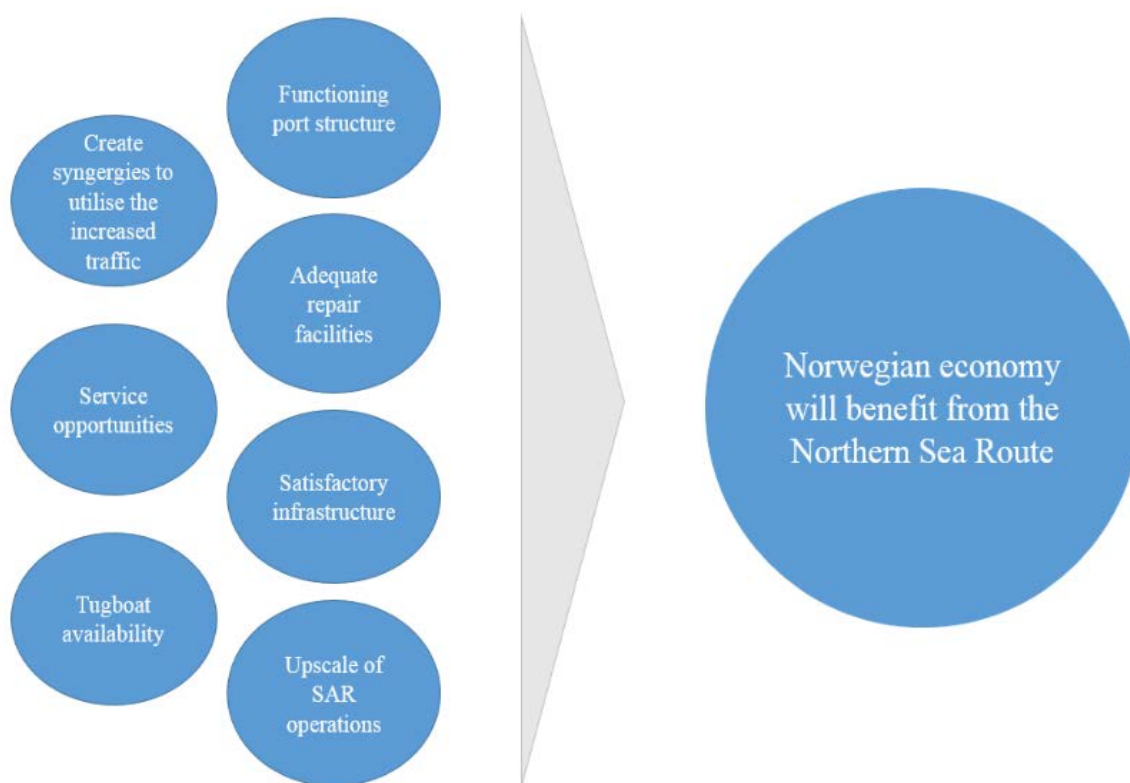 Functioning
port structure
Create
syngergies to
utilise the
increased
traffic
Adequate
repair
facilities
Service
opportunities
Satisfactory
infrastructure
Tugboat
availability
Upscale of
SAR
operations
Norwegian economy
will benefit from the
Northern Sea Route